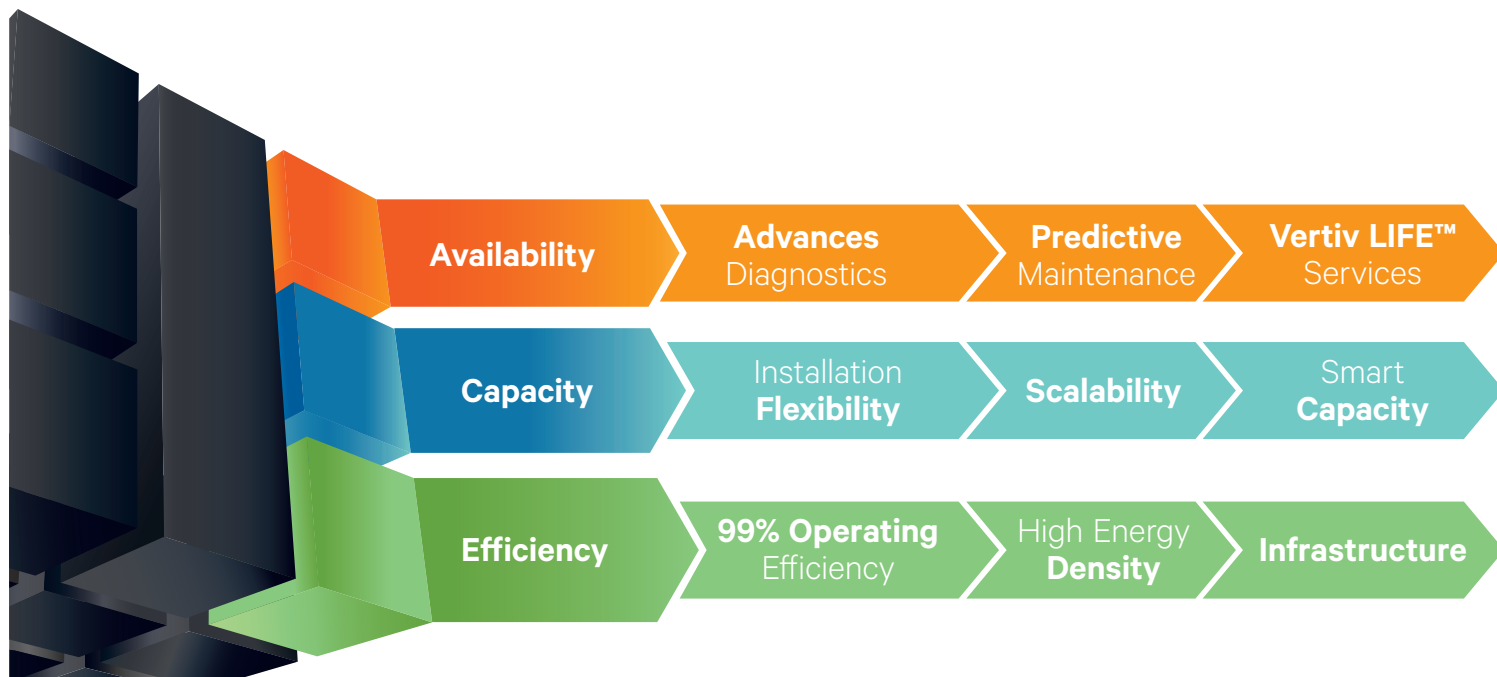 Availability
Advances
Diagnostics
Predictive
Maintenance
Vertiv LIFE™
Services
Capacity
Installation
Flexibility
Scalability
Smart
Capacity
Efficiency
99% Operating
Efficiency
High Energy
Density
Infrastructure